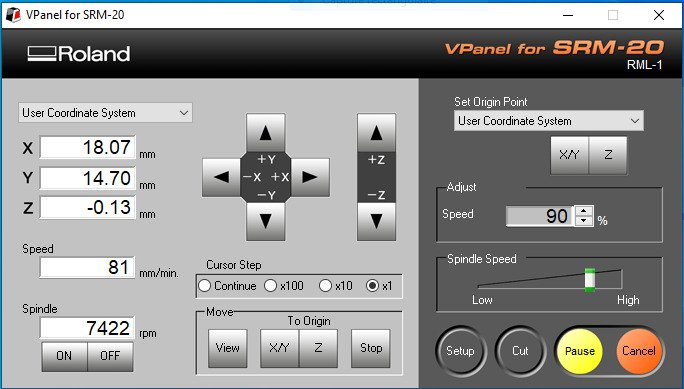 VPanel for SRM-20
Roland
VPanel for SRM-20
RML-1
User Coordinate System
X 18.07 mm
Y 14.70 mm
Z -0.13 mm
Speed
81 mm/min.
Spindle
7422 rpm
ON OFF
+Y
-X +X
-Y
+Z
-Z
Cursor Step
Continue x100 x10 x1
Move
To Origin
View X/Y Z Stop
Set Origin Point
User Coordinate System
X/Y Z
Adjust
Speed 90 %
Spindle Speed
Low High
Setup Cut Pause Cancel